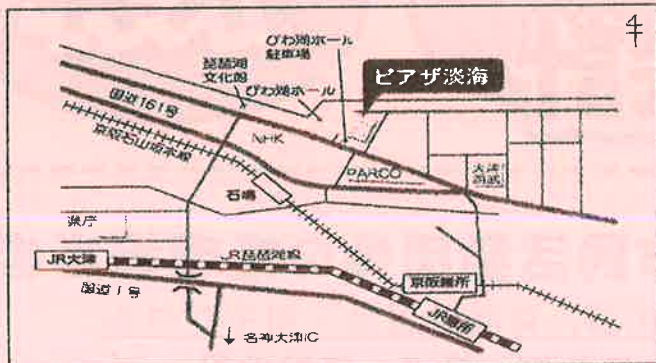 びわ湖ホール
駐車場
琵琶湖
文化館
びわ湖ホール
ピアザ淡海
国道161号
京阪石山坂本線
NHK
PARCO
大津
西武
石場
県庁
JR大津
JR琵琶湖線
京阪膳所
JR膳所
国道1号
↓ 名神大津IC